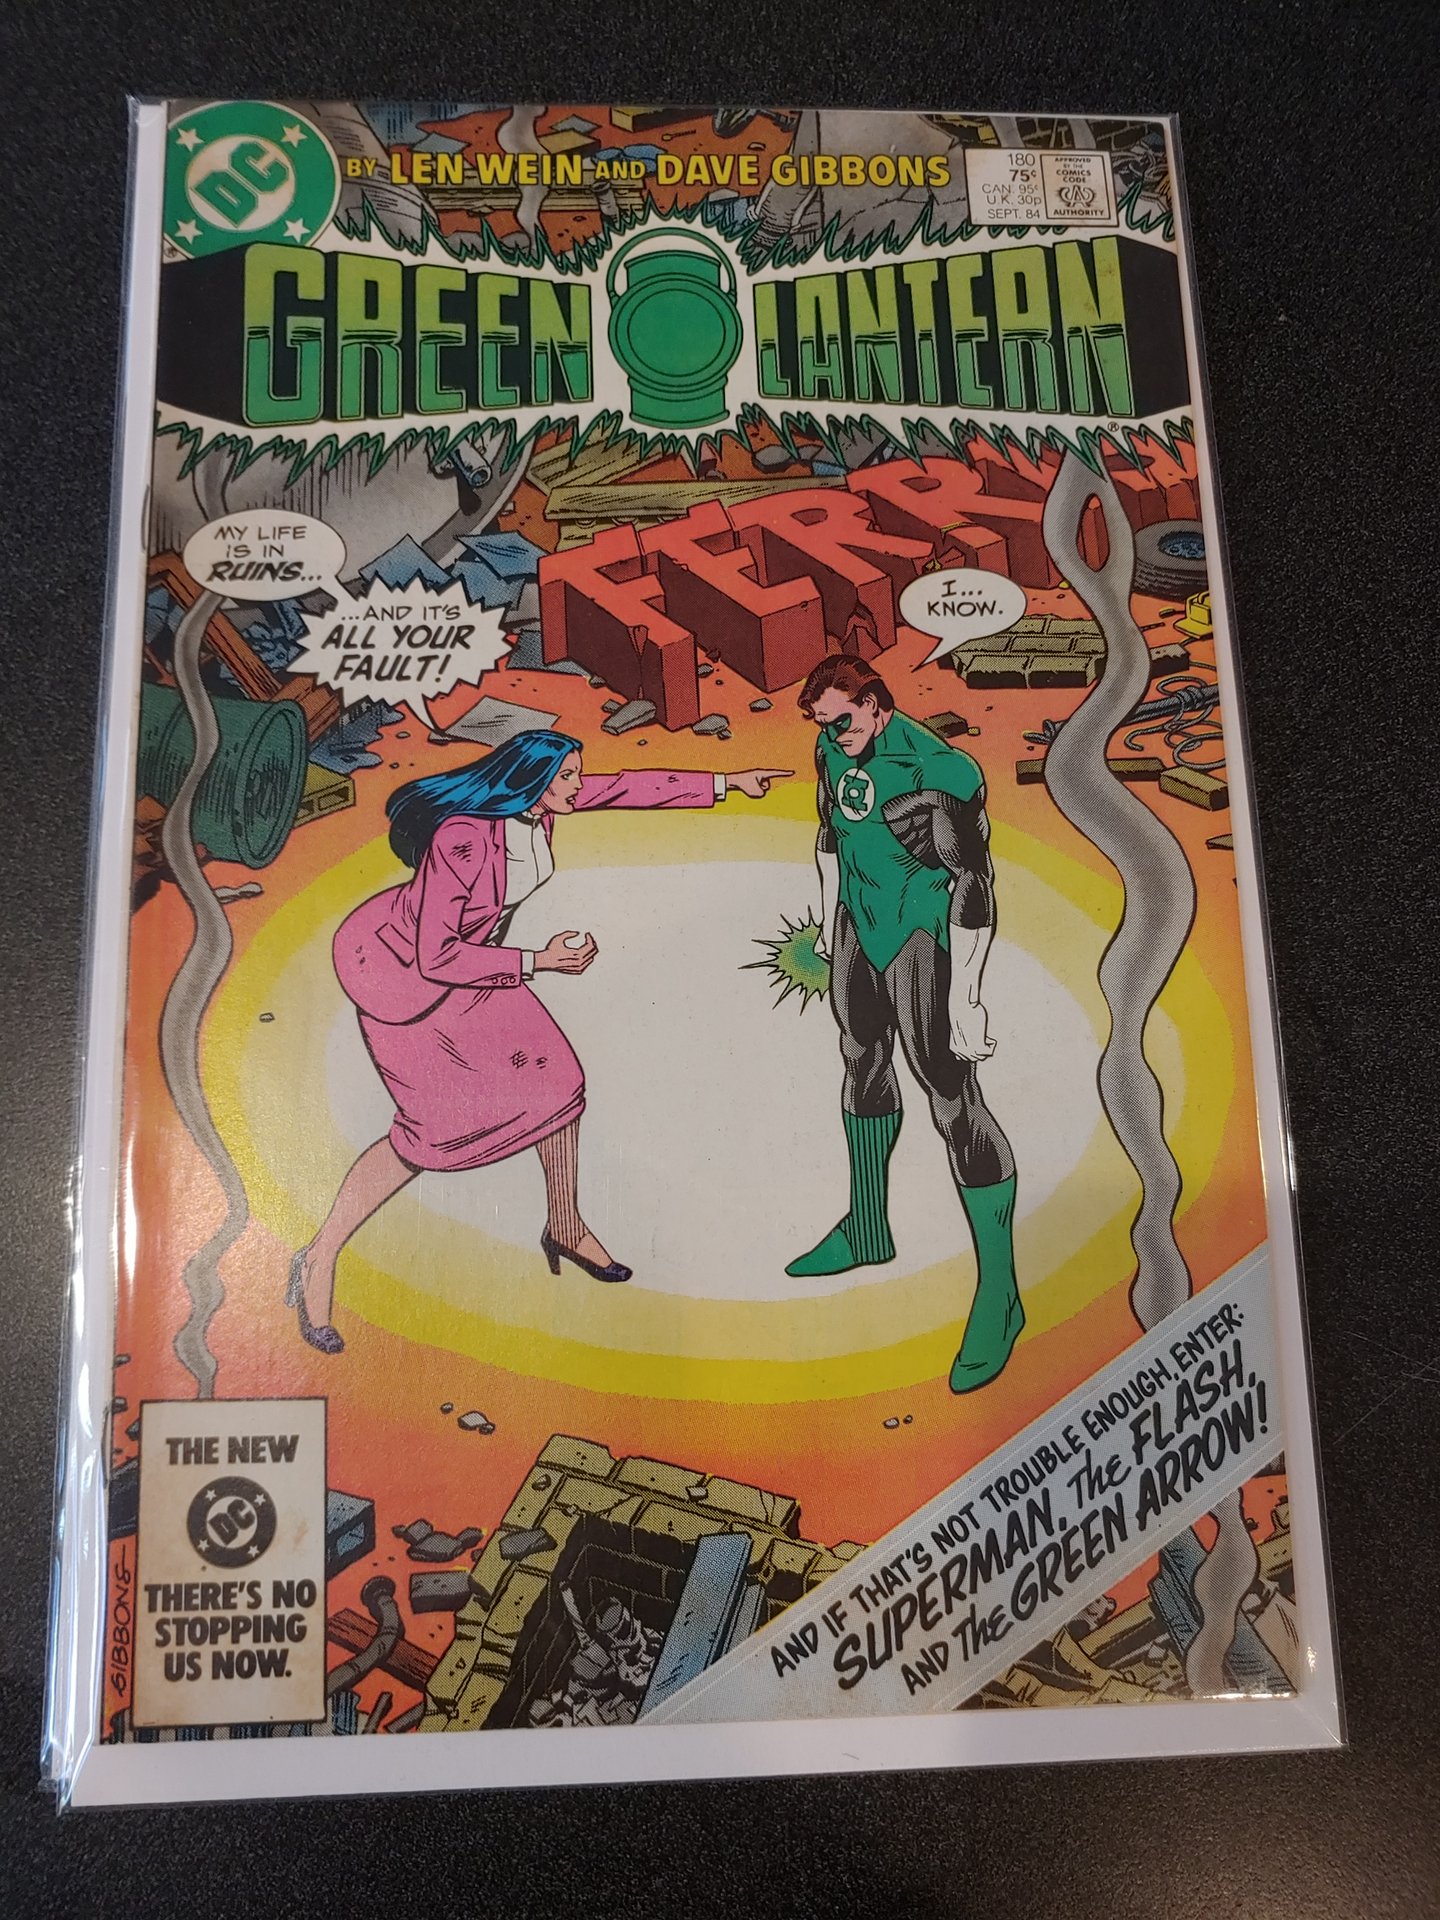 DC
BY LEN WEIN AND DAVE GIBBONS
180
75¢
CAN. 95¢
U.K. 30p
SEPT. 84
APPROVED
BY THE
COMICS
CODE
CA
AUTHORITY
GREEN LANTERN
®
®
FERR
MY LIFE
IS IN
RUINS...
...AND IT'S
ALL YOUR
FAULT!
I...
KNOW.
AND IF THAT'S NOT TROUBLE ENOUGH, ENTER:
SUPERMAN, THE FLASH,
AND THE GREEN ARROW!
THE NEW
DC
THERE'S NO
STOPPING
US NOW.
GIBBONS